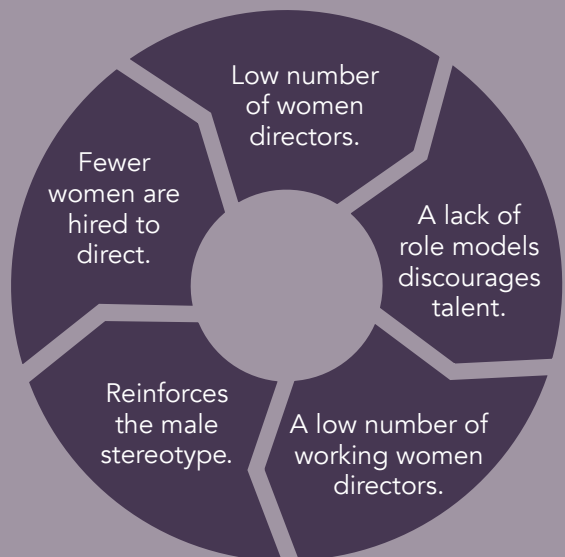 Low number
of women
directors.
A lack of
role models
discourages
talent.
A low number of
working women
directors.
Reinforces
the male
stereotype.
Fewer
women are
hired to
direct.